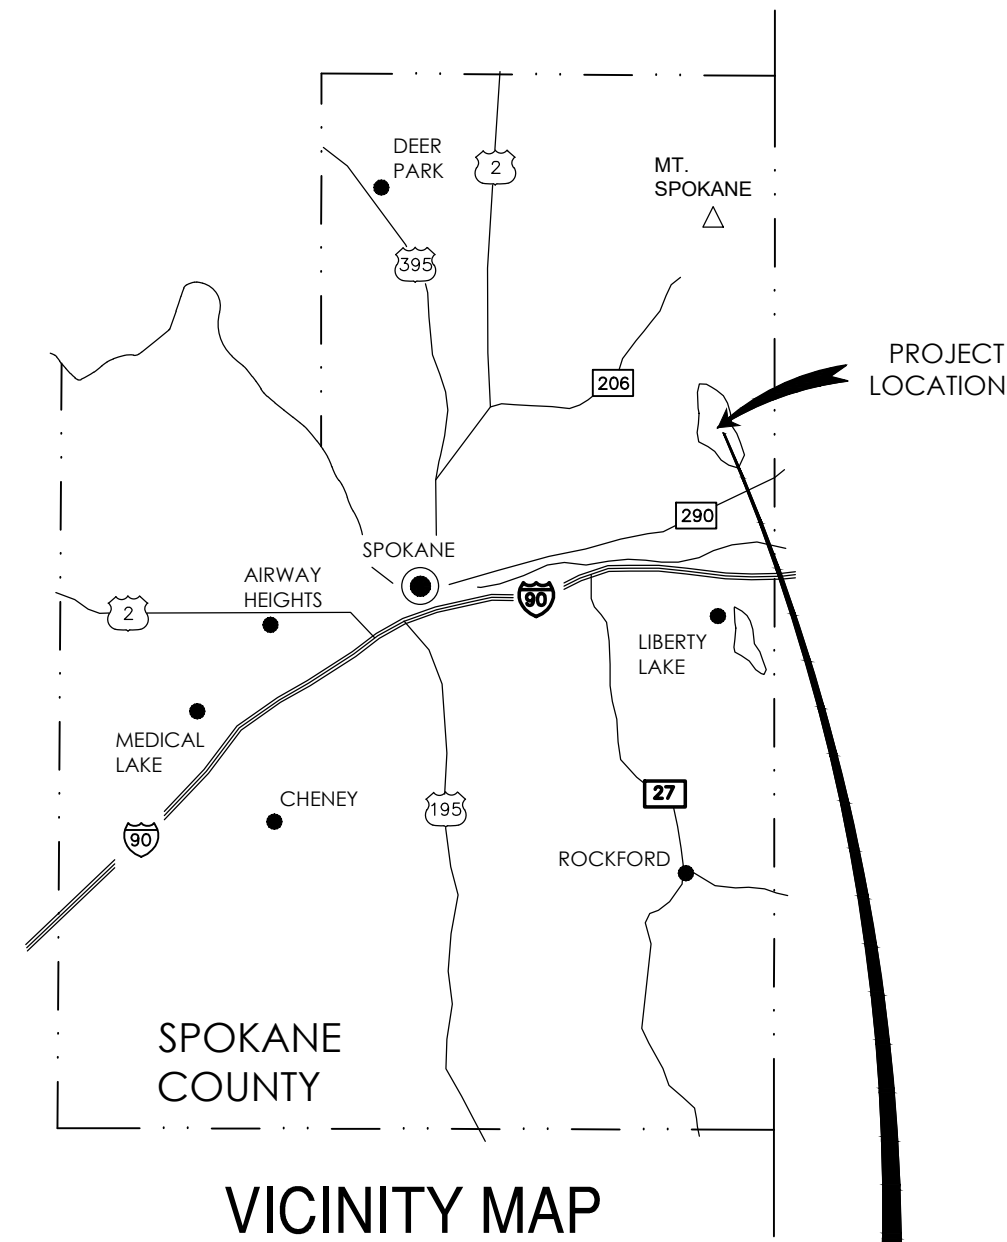 DEER
PARK
2
MT.
SPOKANE
395
PROJECT
LOCATION
206
290
SPOKANE
AIRWAY
HEIGHTS
90
2
LIBERTY
LAKE
MEDICAL
LAKE
27
CHENEY
195
90
ROCKFORD
SPOKANE
COUNTY
VICINITY MAP